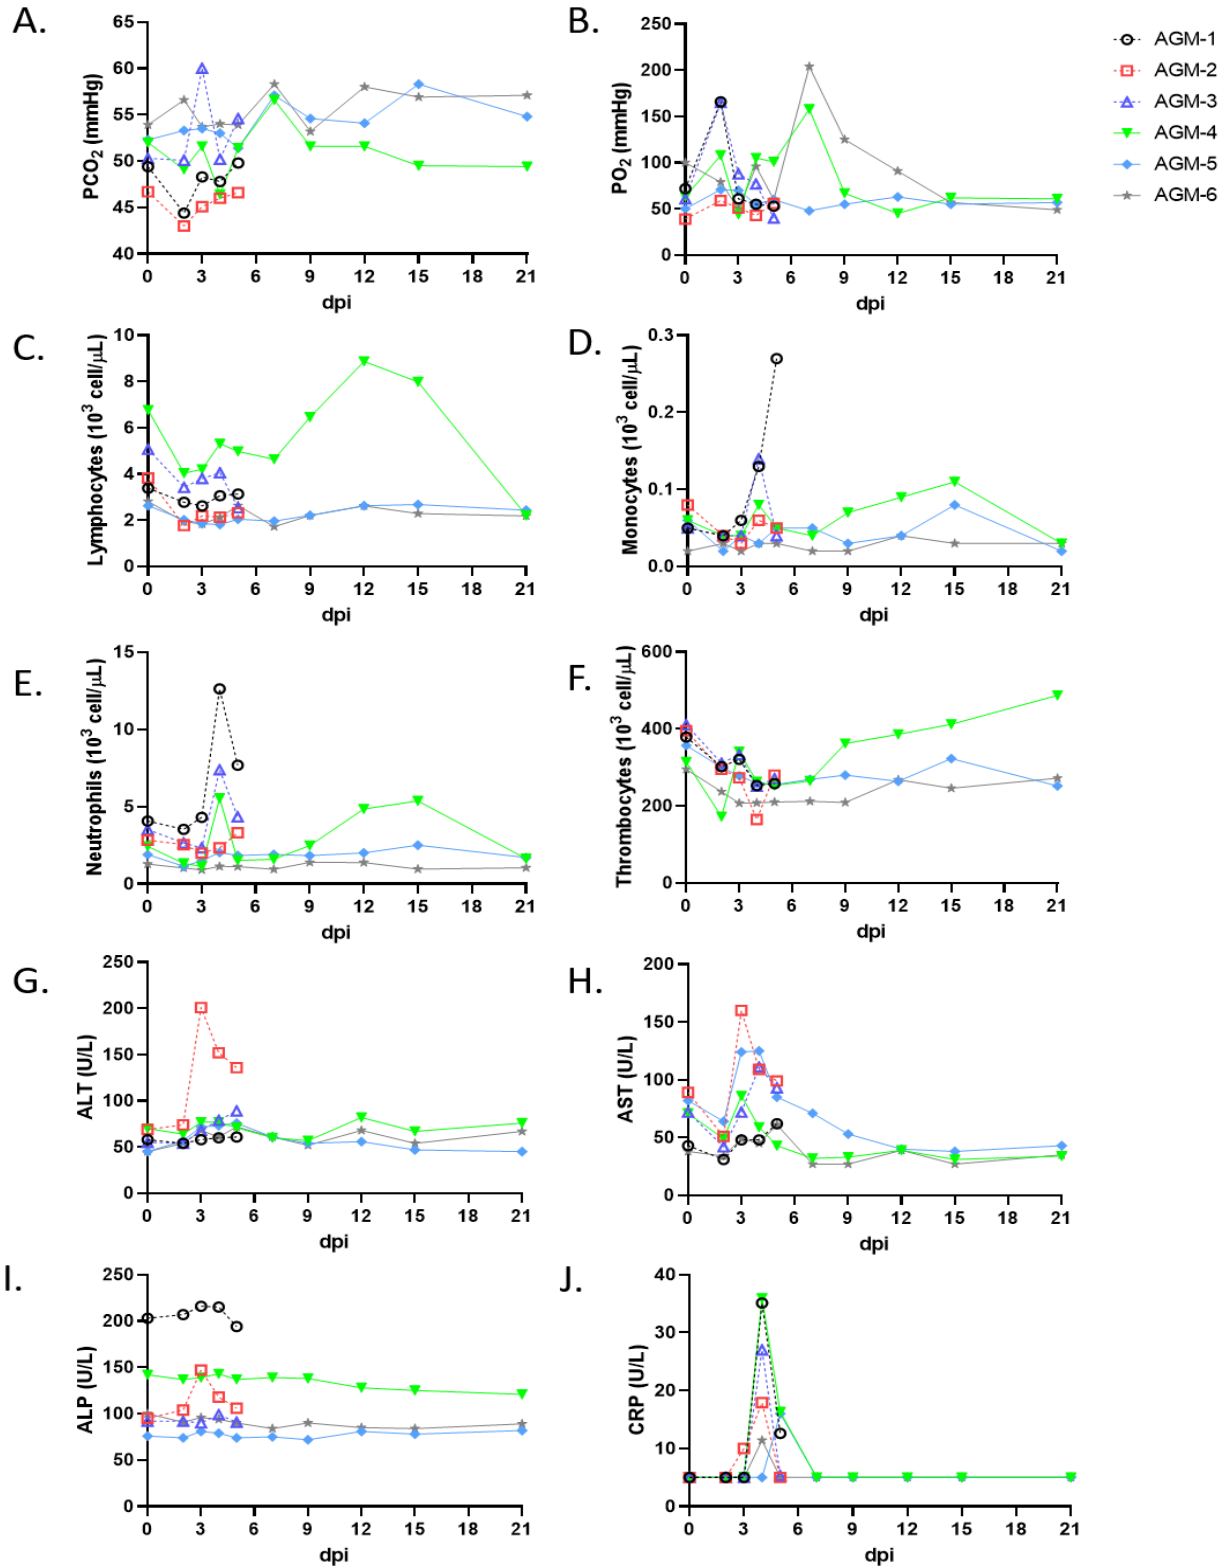 A.
65
60
55
50
45
40
PCO2 (mmHg)
0 3 6 9 12 15 18 21
dpi
B.
250
200
150
100
50
0
PO2 (mmHg)
0 3 6 9 12 15 18 21
dpi
AGM-1
AGM-2
AGM-3
AGM-4
AGM-5
AGM-6
C.
10
8
6
4
2
0
Lymphocytes (10³ cell/μL)
0 3 6 9 12 15 18 21
dpi
D.
0.3
0.2
0.1
0.0
Monocytes (10³ cell/μL)
0 3 6 9 12 15 18 21
dpi
E.
15
10
5
0
Neutrophils (10³ cell/μL)
0 3 6 9 12 15 18 21
dpi
F.
600
400
200
0
Thrombocytes (10³ cell/μL)
0 3 6 9 12 15 18 21
dpi
G.
250
200
150
100
50
0
ALT (U/L)
0 3 6 9 12 15 18 21
dpi
H.
200
150
100
50
0
AST (U/L)
0 3 6 9 12 15 18 21
dpi
I.
250
200
150
100
50
0
ALP (U/L)
0 3 6 9 12 15 18 21
dpi
J.
40
30
20
10
0
CRP (U/L)
0 3 6 9 12 15 18 21
dpi